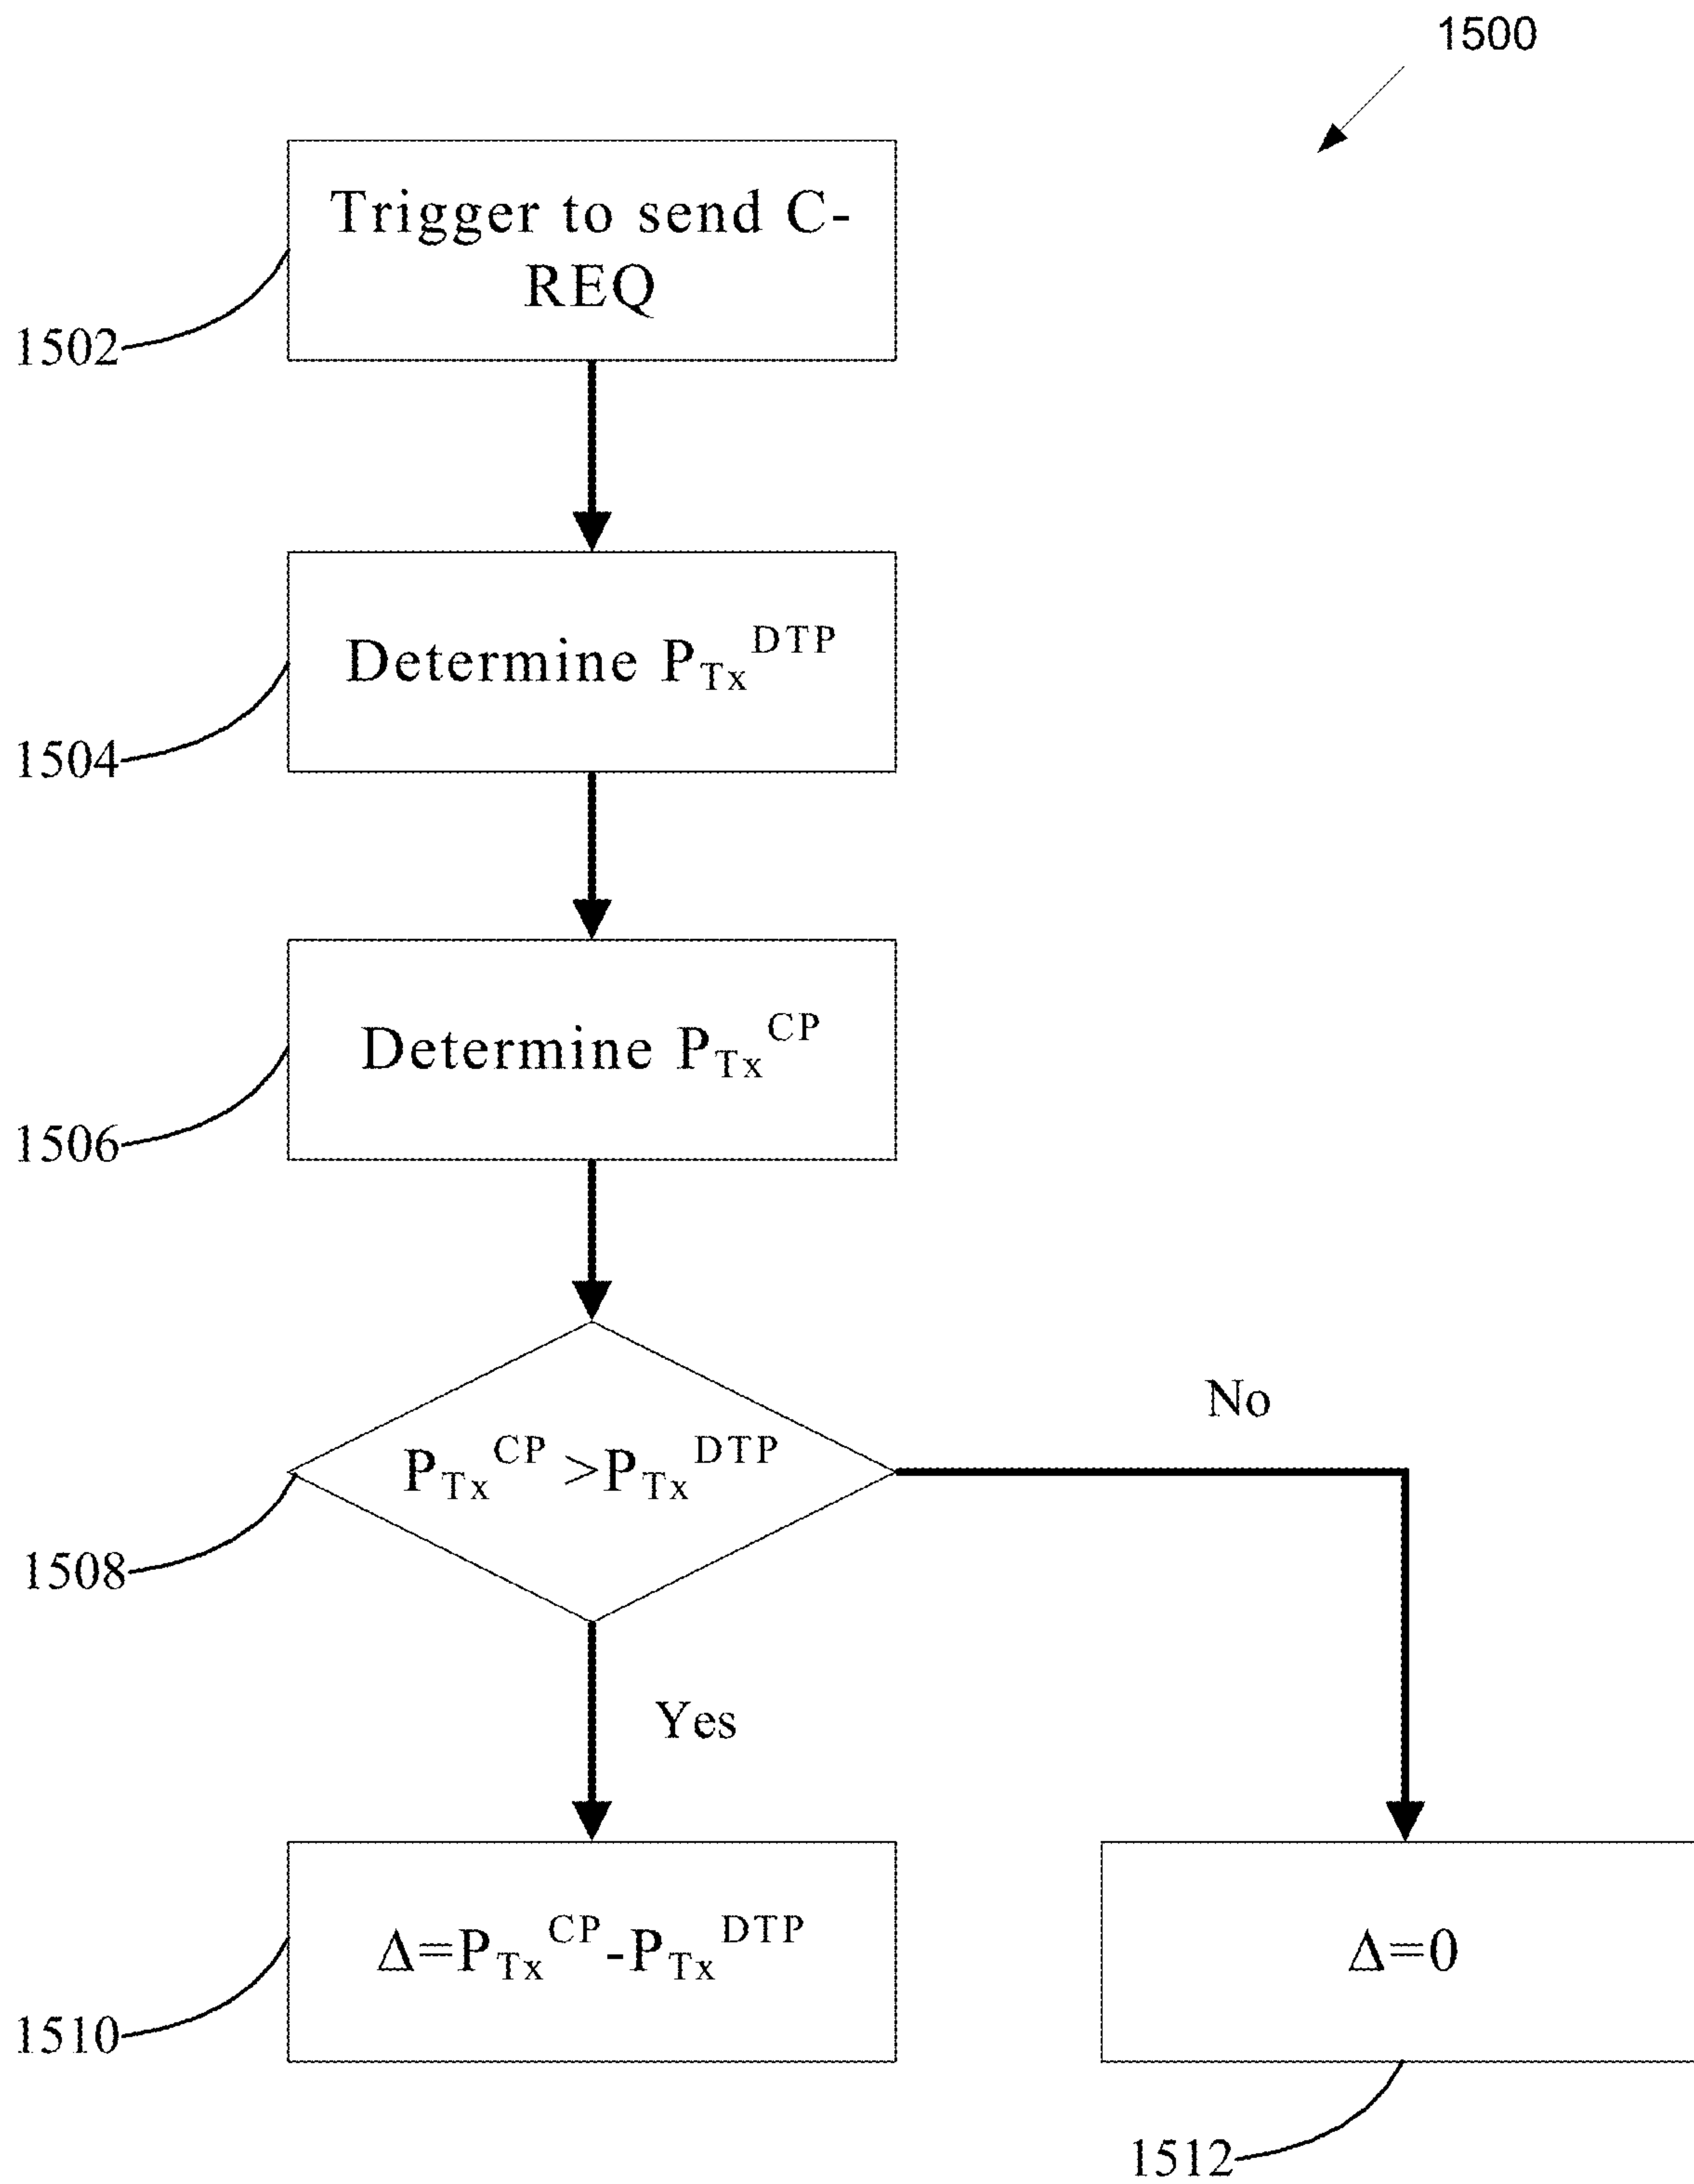 1500
Trigger to send C-
REQ
1502
Determine P_Tx^DTP
1504
Determine P_Tx^CP
1506
P_Tx^CP >P_Tx^DTP
No
1508
Yes
Δ=P_Tx^CP-P_Tx^DTP
Δ=0
1510
1512